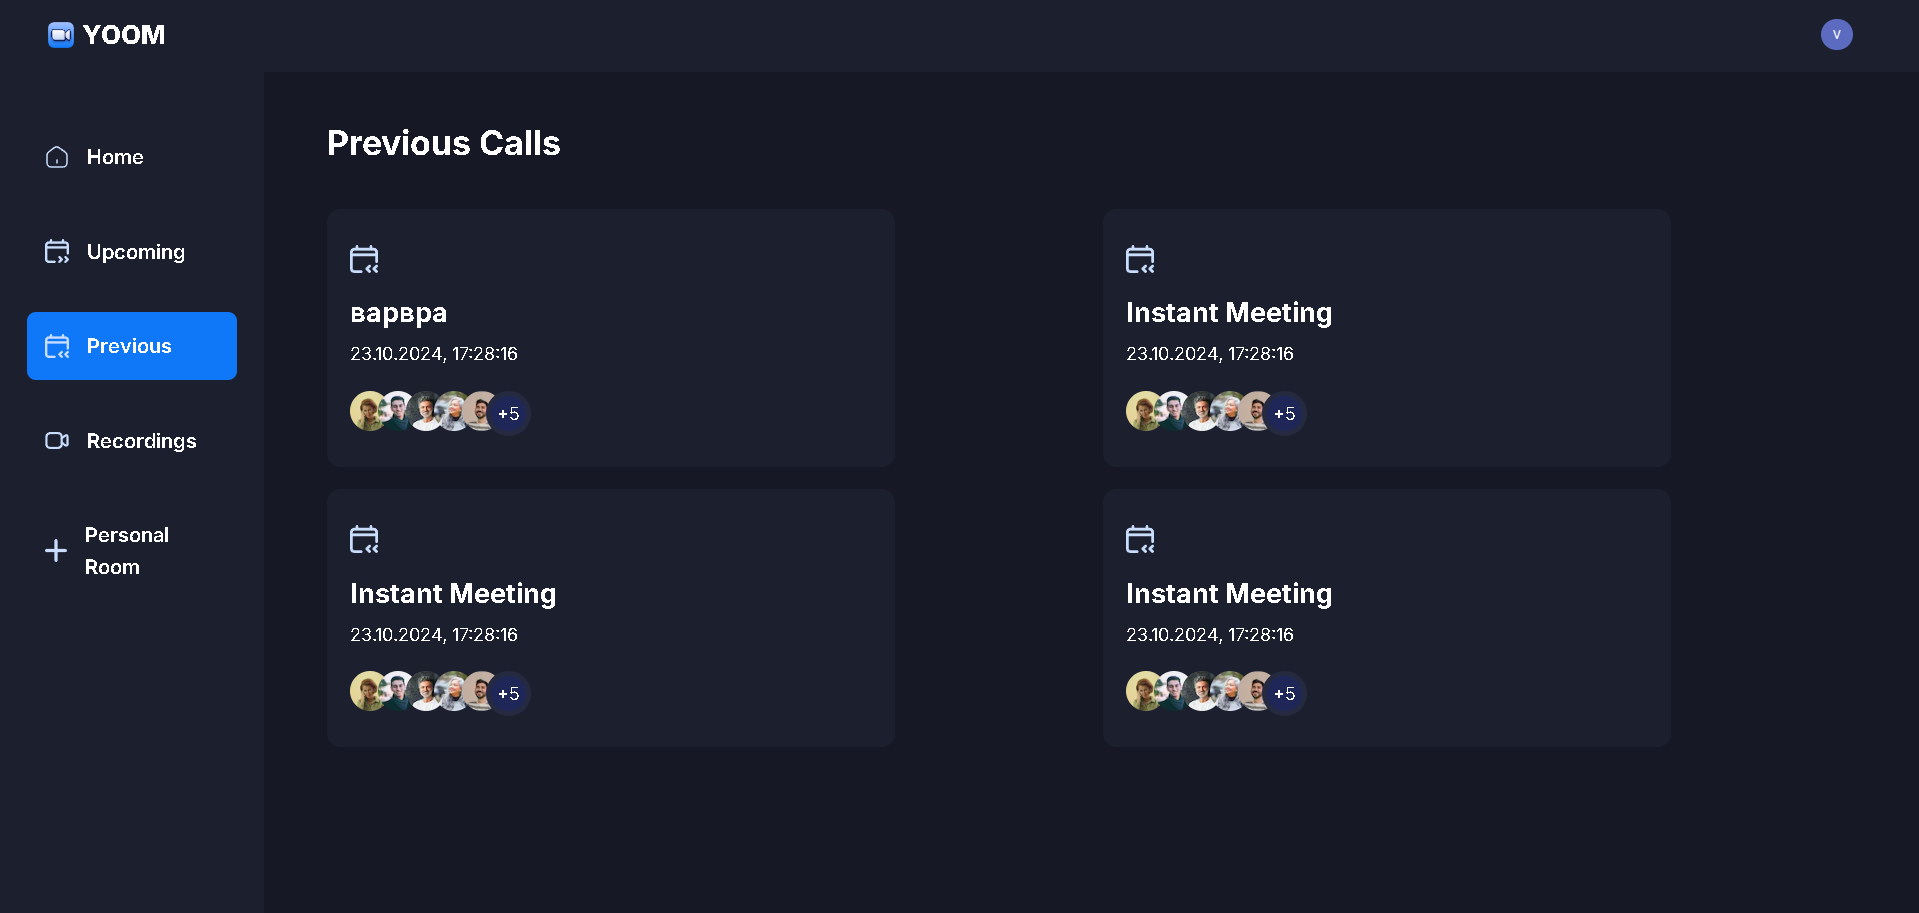 YOOM
V
Home
Upcoming
Previous
Recordings
Personal
Room
Previous Calls
варвра
23.10.2024, 17:28:16
+5
Instant Meeting
23.10.2024, 17:28:16
+5
Instant Meeting
23.10.2024, 17:28:16
+5
Instant Meeting
23.10.2024, 17:28:16
+5